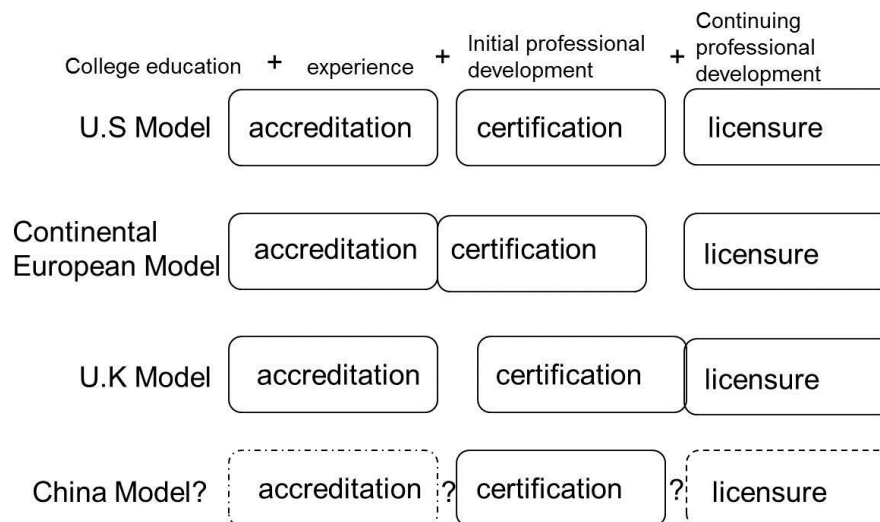 College education + experience + Initial professional development + Continuing professional development
U.S Model accreditation certification licensure
Continental European Model accreditation certification licensure
U.K Model accreditation certification licensure
China Model? accreditation ? certification ? licensure